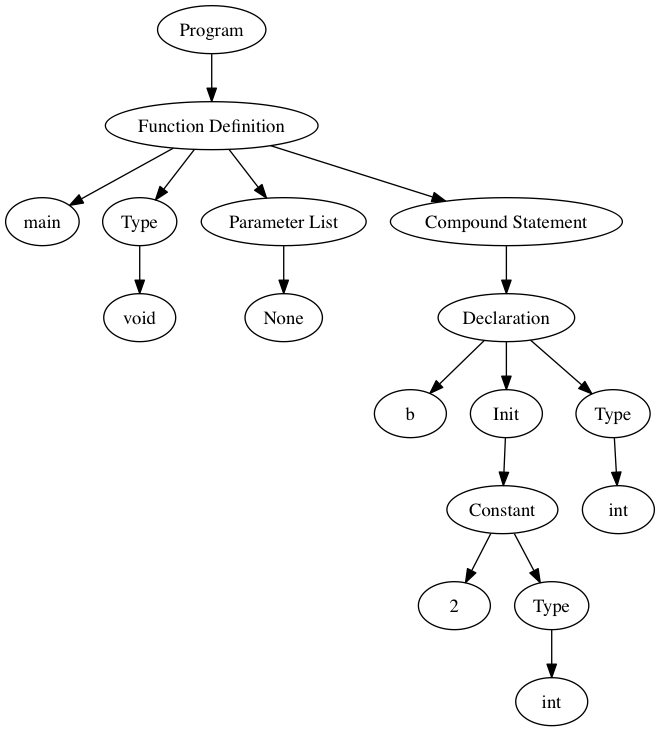 Program
Function Definition
main
Type
Parameter List
Compound Statement
void
None
Declaration
b
Init
Type
Constant
int
2
Type
int